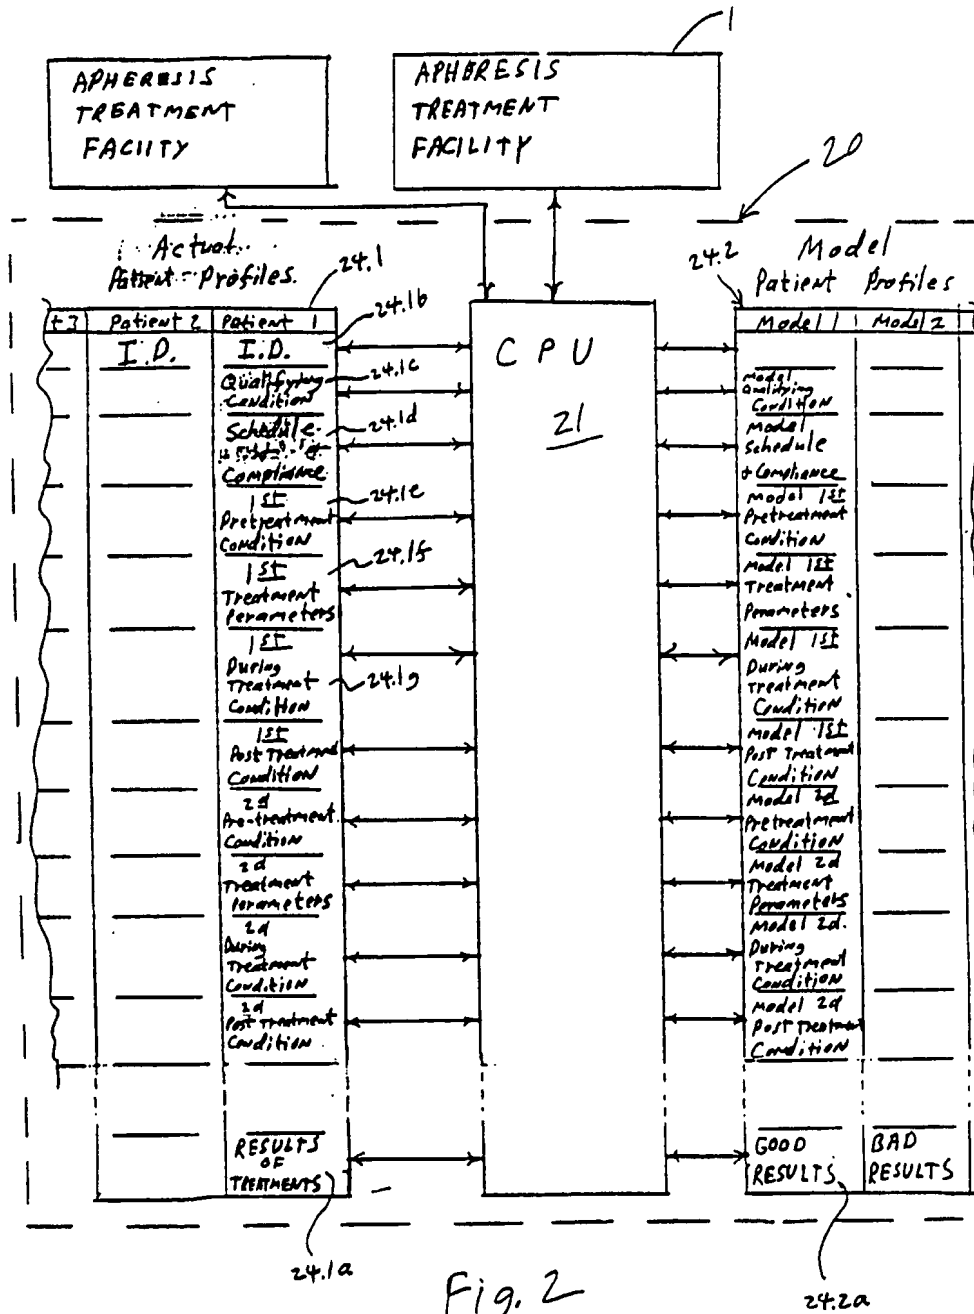 1
APHERESIS
TREATMENT
FACIITY
APHERESIS
TREATMENT
FACILITY
20
Actual
Patient Profiles.
24.1
Model
Patient Profiles
24.2
t3
Patient 2
Patient 1
24.1b
I.D.
I.D.
Qualifying
Condition
24.1c
Schedule
24.1d
Compliance
1st
24.1e
Pretreatment
Condition
1st
24.1f
Treatment
Perameters
1st
During
Treatment
24.1g
Condition
1st
Post Treatment
Condition
2d
Pre-treatment
Condition
2d
Treatment
Perameters
2d
During
Treatment
Condition
2d
Post Treatment
Condition
RESULTS
OF
TREATMENTS
24.1a
CPU
21
Model 1
Model 2
Model
Qualifying
Condition
Model
Schedule
+ Compliance
Model 1st
Pretreatment
Condition
Model 1st
Treatment
Perameters
Model 1st
During
Treatment
Condition
Model 1st
Post Treatment
Condition
Model 2d
Pretreatment
Condition
Model 2d
Treatment
Perameters
Model 2d.
During
Treatment
Condition
Model 2d
Post Treatment
Condition
GOOD
RESULTS
BAD
RESULTS
24.2a
Fig. 2